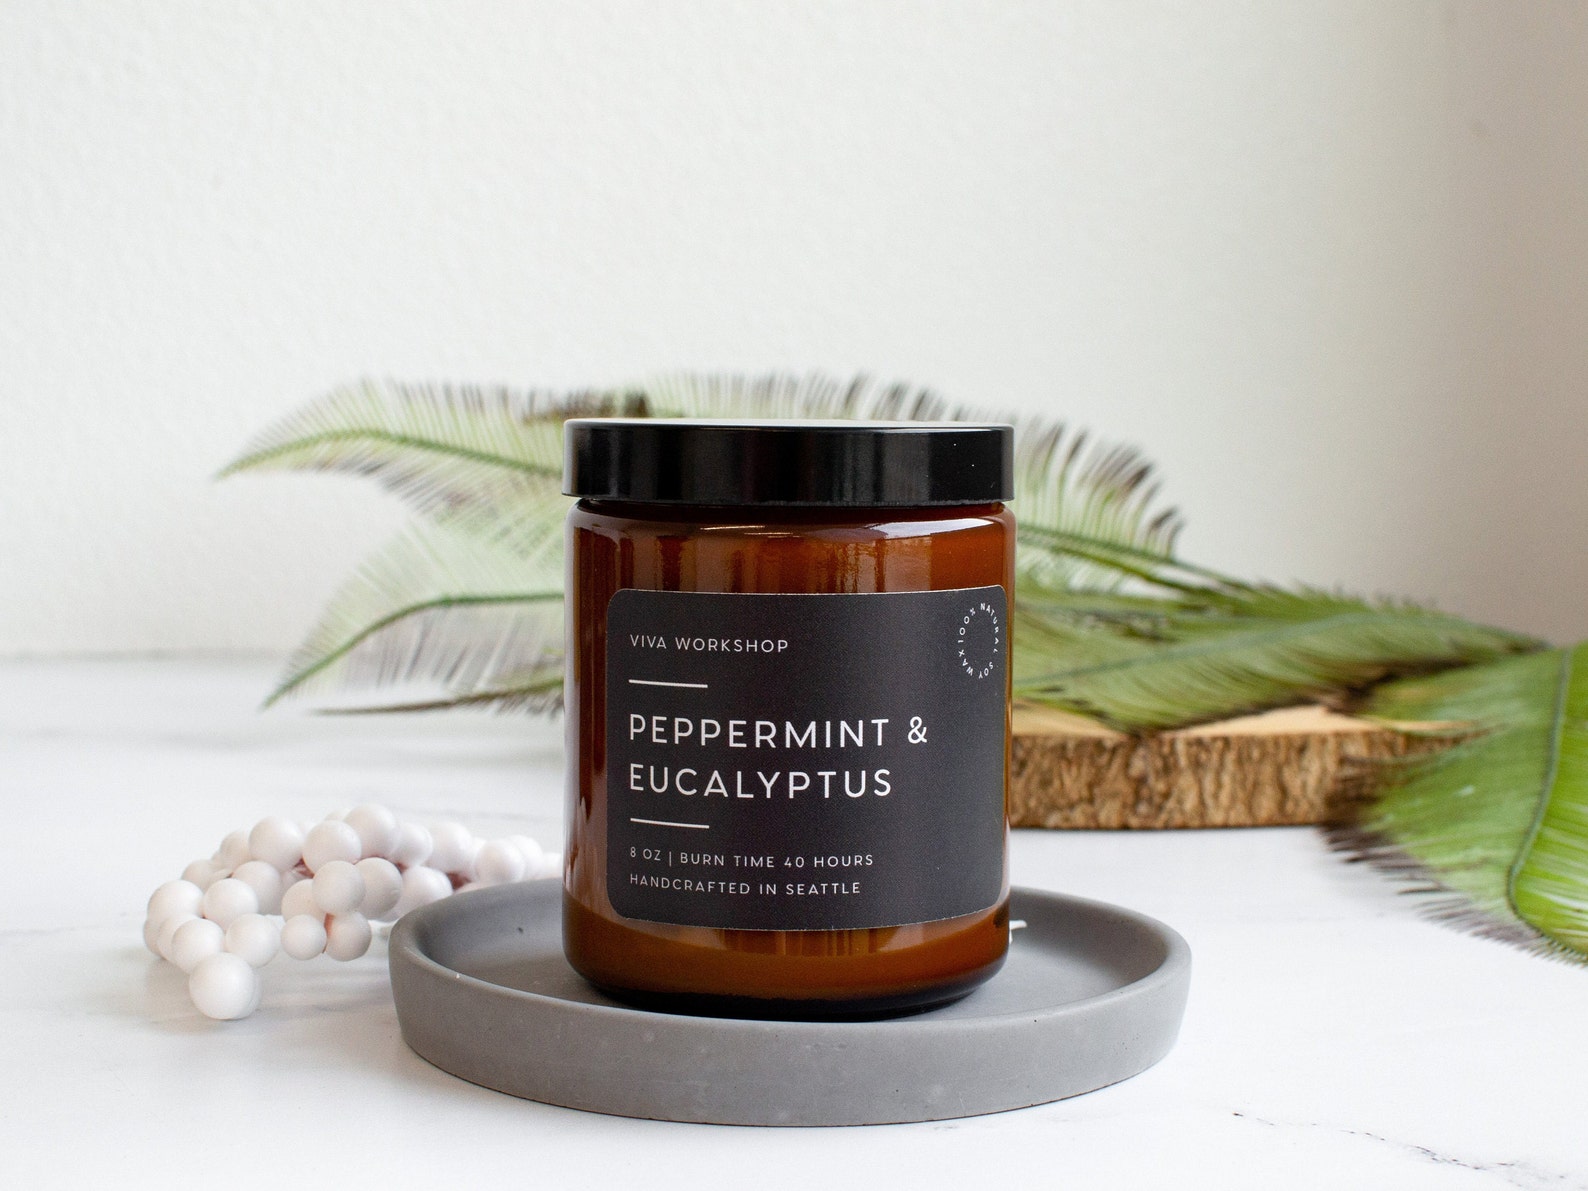 VIVA WORKSHOP
100% NATURAL SOY WAX
PEPPERMINT &
EUCALYPTUS
8 OZ | BURN TIME 40 HOURS
HANDCRAFTED IN SEATTLE